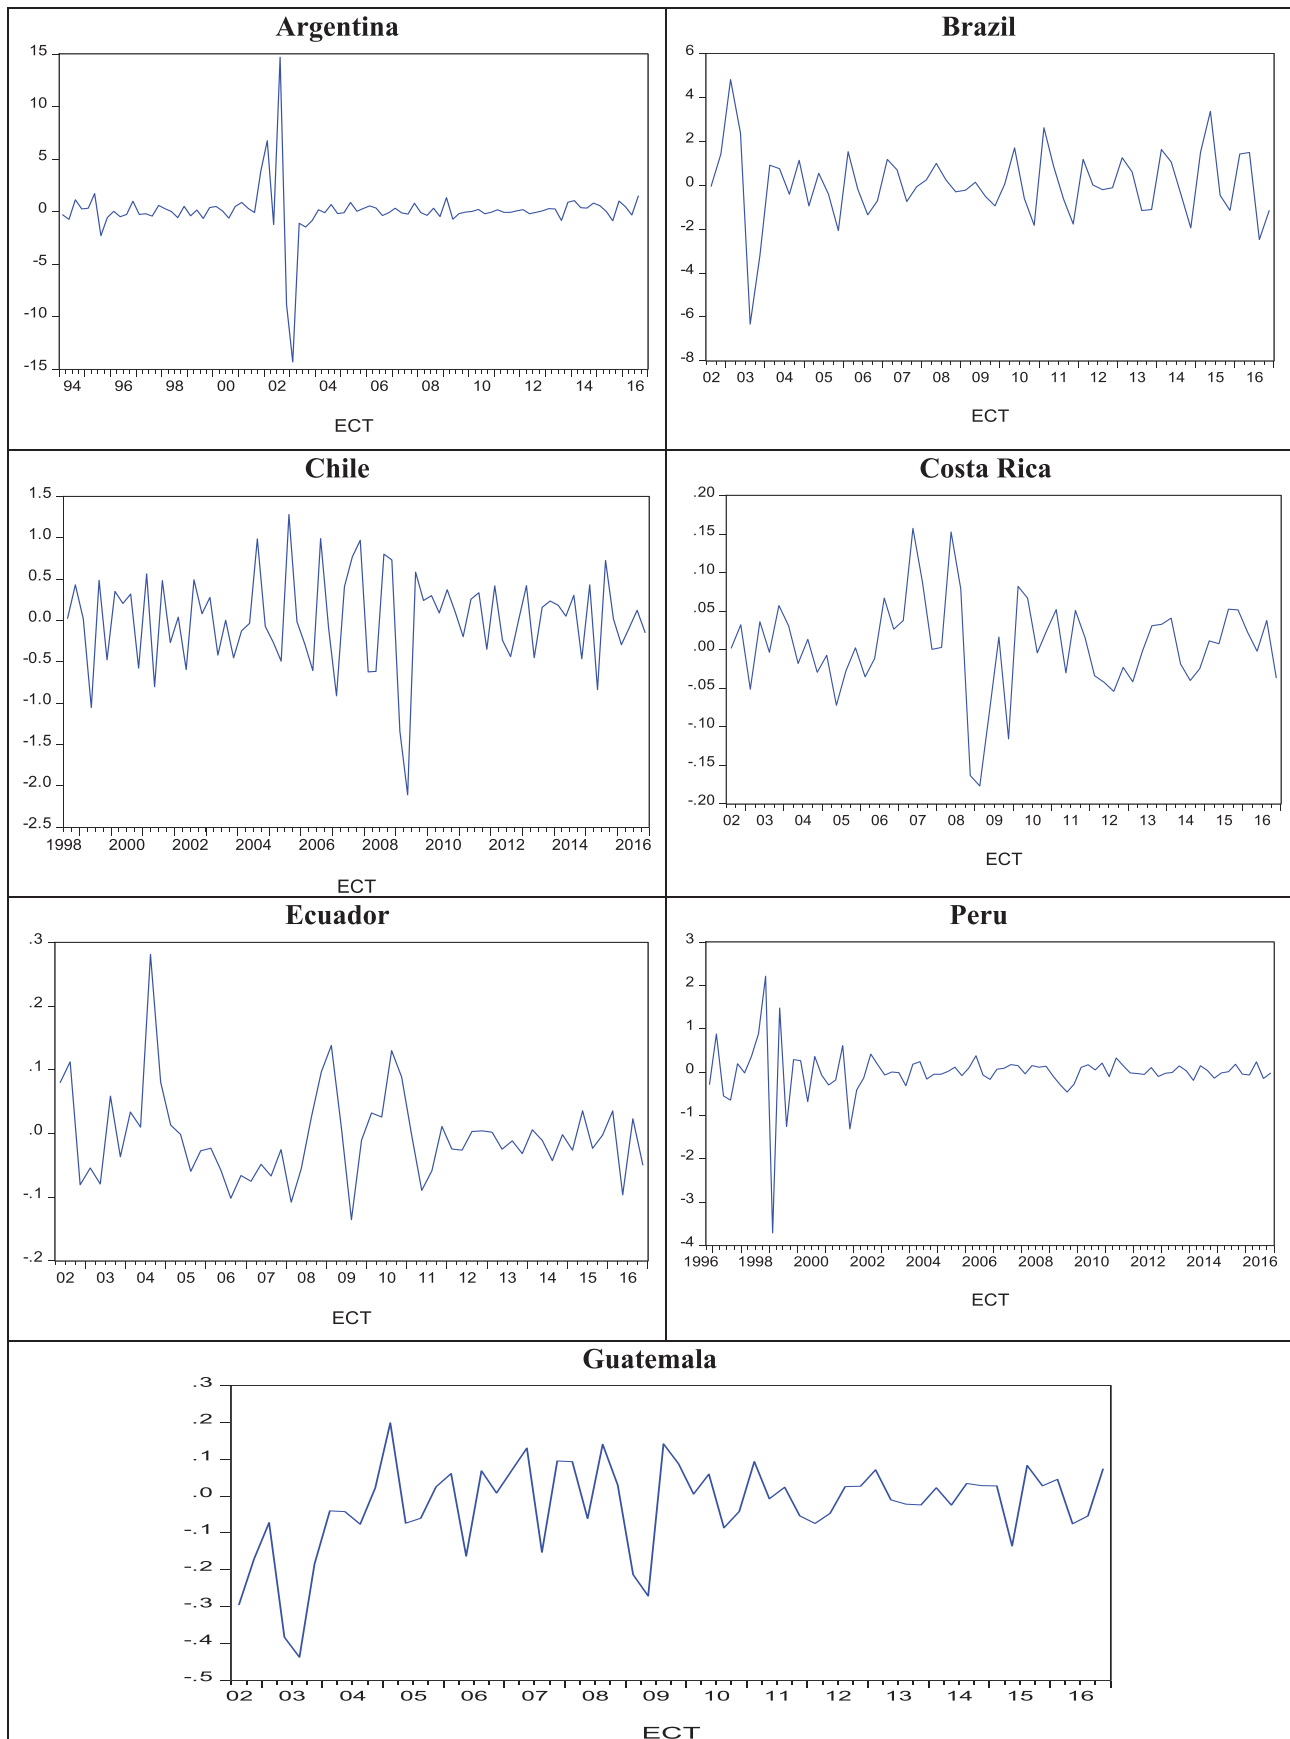 Argentina
15
10
5
0
-5
-10
-15
94 96 98 00 02 04 06 08 10 12 14 16
ECT
Brazil
6
4
2
0
-2
-4
-6
-8
02 03 04 05 06 07 08 09 10 11 12 13 14 15 16
ECT
Chile
1.5
1.0
0.5
0.0
-0.5
-1.0
-1.5
-2.0
-2.5
1998 2000 2002 2004 2006 2008 2010 2012 2014 2016
ECT
Costa Rica
.20
.15
.10
.05
.00
-.05
-.10
-.15
-.20
02 03 04 05 06 07 08 09 10 11 12 13 14 15 16
ECT
Ecuador
.3
.2
.1
.0
-.1
-.2
02 03 04 05 06 07 08 09 10 11 12 13 14 15 16
ECT
Peru
3
2
1
0
-1
-2
-3
-4
1996 1998 2000 2002 2004 2006 2008 2010 2012 2014 2016
ECT
Guatemala
.3
.2
.1
.0
-.1
-.2
-.3
-.4
-.5
02 03 04 05 06 07 08 09 10 11 12 13 14 15 16
ECT